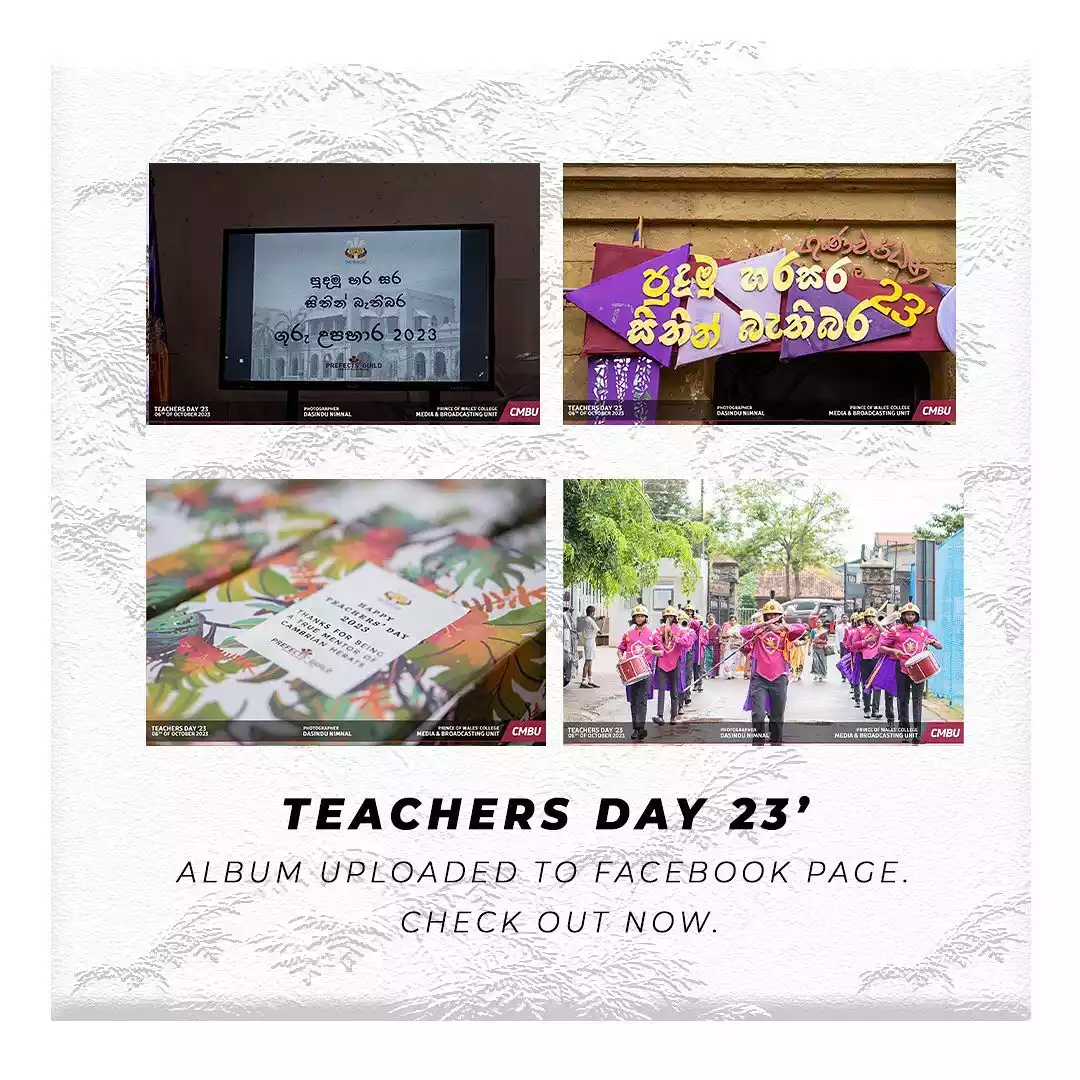 පුදමු හර සර
සිතින් බැතිබර
ගුරු උපහාර 2023
PREFECTS' GUILD
TEACHERS DAY '23
06TH OF OCTOBER 2023
PHOTOGRAPHER
DASINDU NIMNAL
PRINCE OF WALES' COLLEGE
MEDIA & BROADCASTING UNIT
CMBU
ගුණවර්ධන
පුදමු හරසර
සිතින් බැතිබර 23'
TEACHERS DAY '23
06TH OF OCTOBER 2023
PHOTOGRAPHER
DASINDU NIMNAL
PRINCE OF WALES' COLLEGE
MEDIA & BROADCASTING UNIT
CMBU
HAPPY
TEACHERS' DAY
2023
THANKS FOR BEING
A TRUE MENTOR OF
CAMBRIAN HERATS
PREFECTS' GUILD
TEACHERS DAY '23
06TH OF OCTOBER 2023
PHOTOGRAPHER
DASINDU NIMNAL
PRINCE OF WALES' COLLEGE
MEDIA & BROADCASTING UNIT
CMBU
TEACHERS DAY '23
06TH OF OCTOBER 2023
PHOTOGRAPHER
DASINDU NIMNAL
PRINCE OF WALES' COLLEGE
MEDIA & BROADCASTING UNIT
CMBU
TEACHERS DAY 23’
ALBUM UPLOADED TO FACEBOOK PAGE.
CHECK OUT NOW.